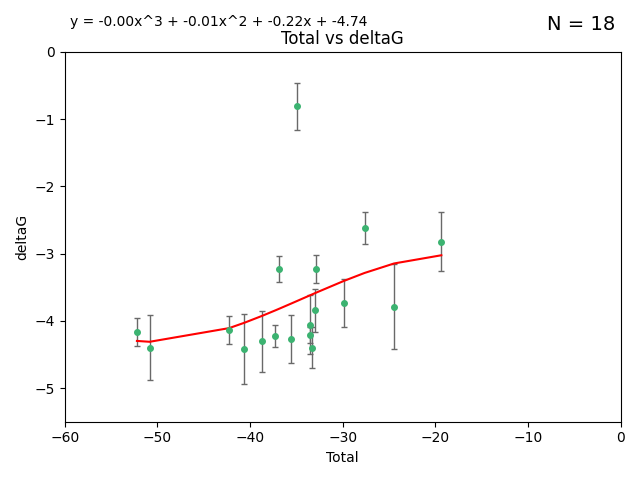 y = -0.00x^3 + -0.01x^2 + -0.22x + -4.74
N = 18
Total vs deltaG
0
−1
−2
−3
−4
−5
deltaG
−60 −50 −40 −30 −20 −10 0
Total